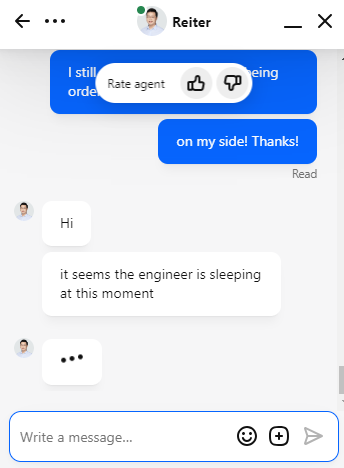 Reiter
I still eing
orde
Rate agent
on my side! Thanks!
Read
Hi
it seems the engineer is sleeping
at this moment
Write a message...